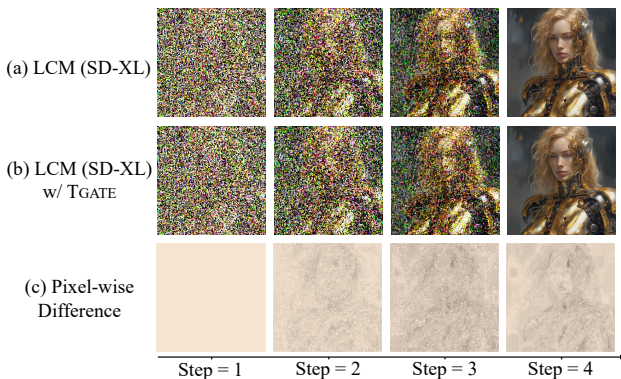 (a) LCM (SD-XL)
(b) LCM (SD-XL)
w/ TGATE
(c) Pixel-wise
Difference
Step = 1
Step = 2
Step = 3
Step = 4